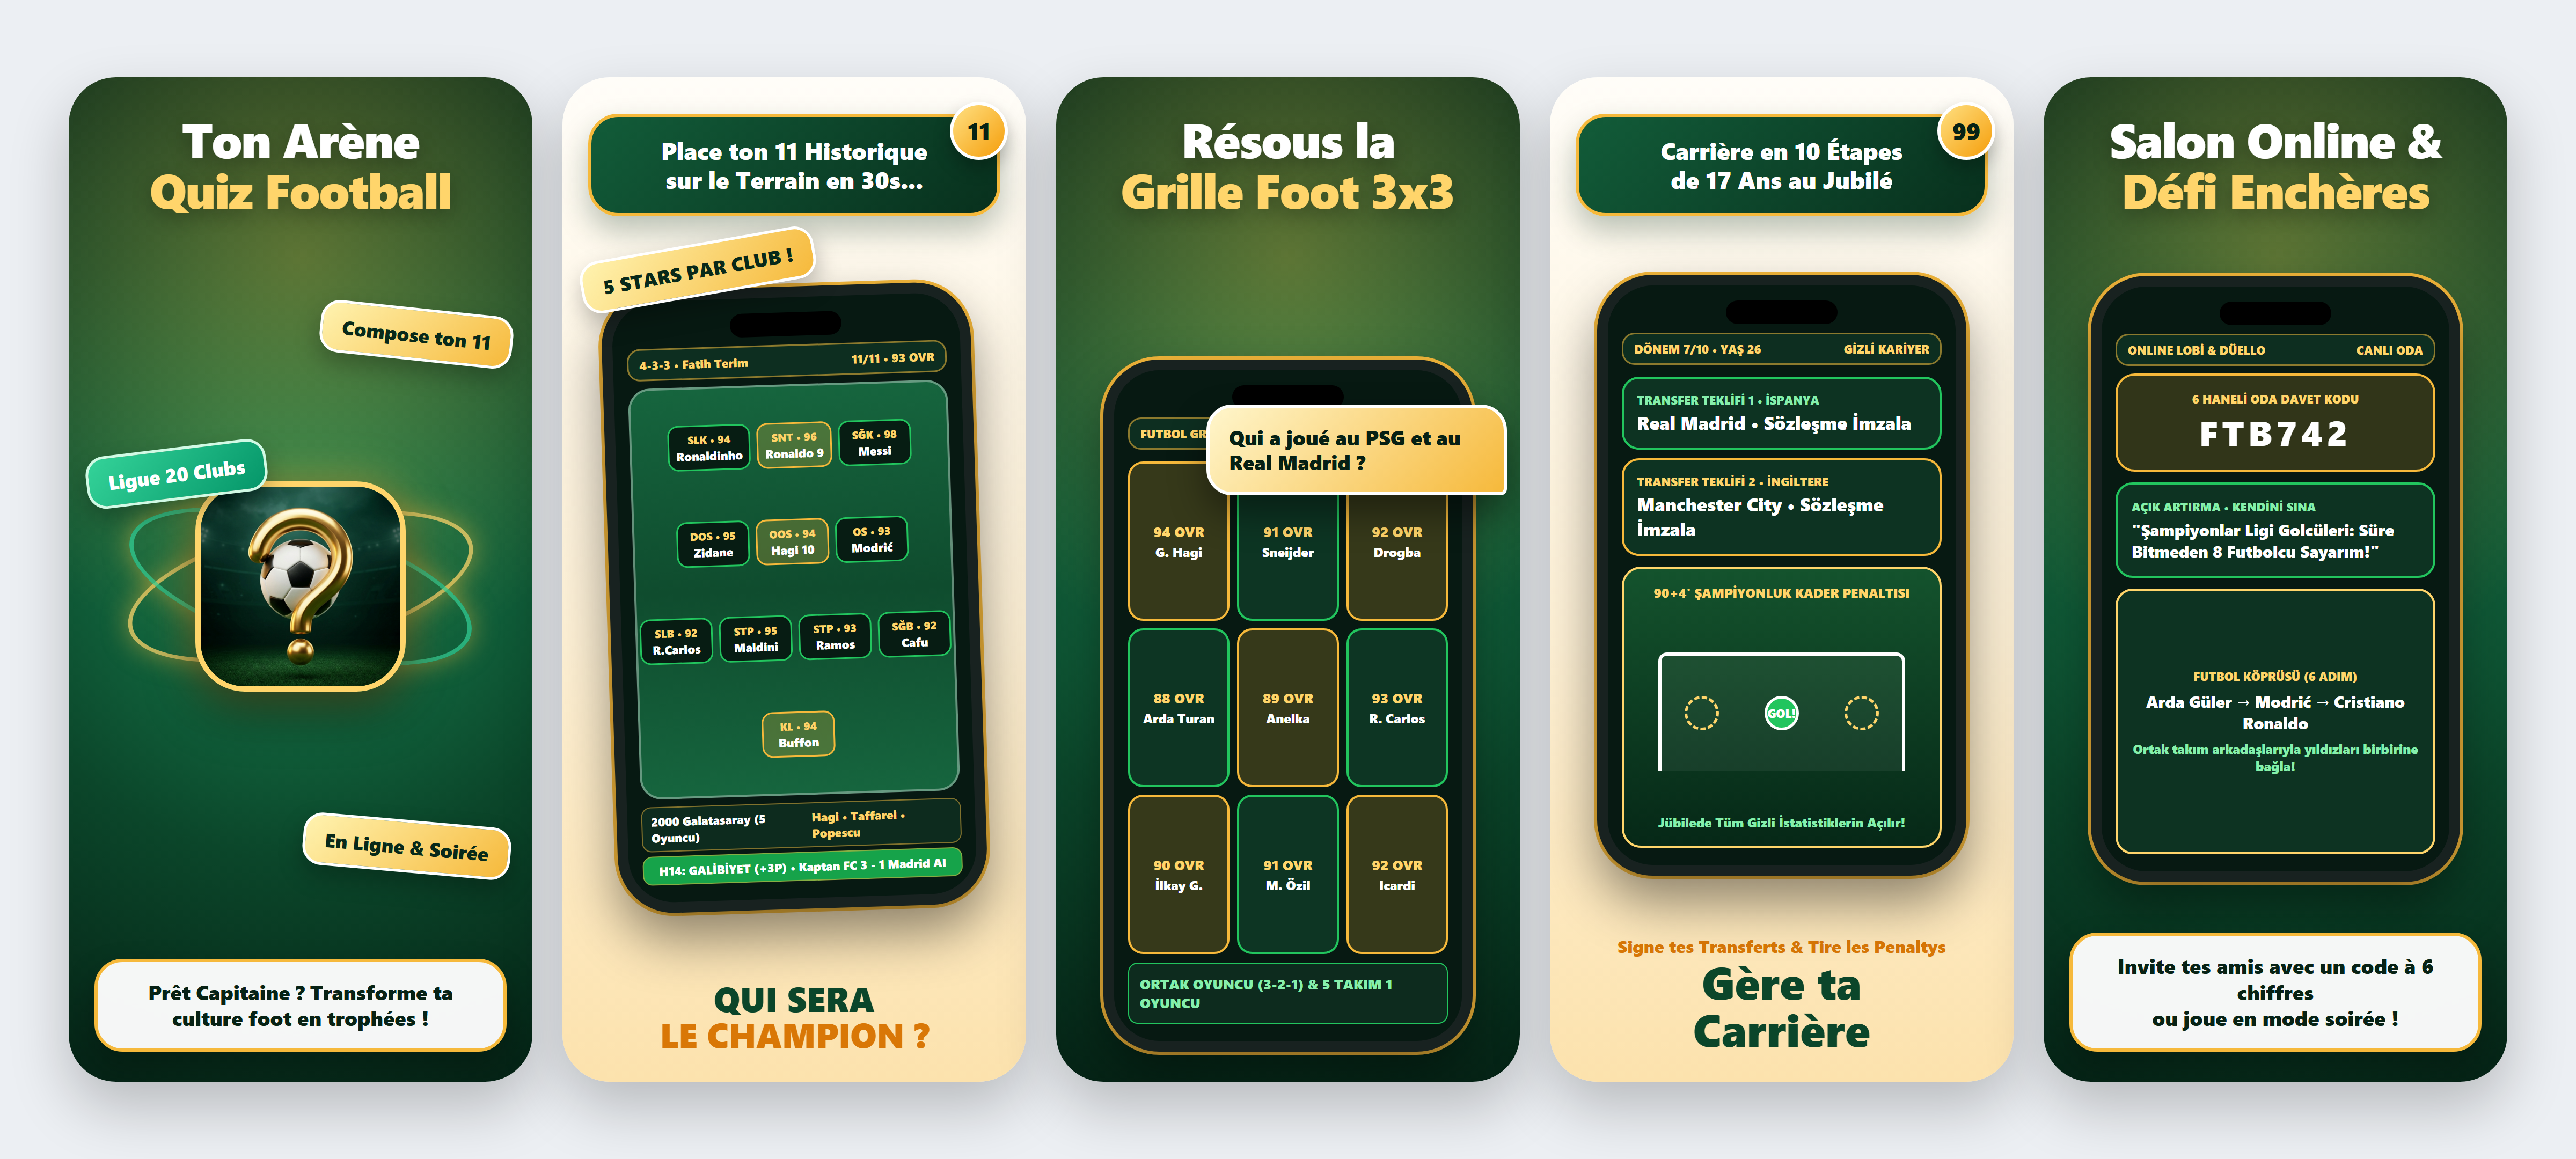 Ton Arène
Quiz Football
Compose ton 11
Ligue 20 Clubs
En Ligne & Soirée
Prêt Capitaine ? Transforme ta
culture foot en trophées !
11
Place ton 11 Historique
sur le Terrain en 30s...
5 STARS PAR CLUB !
4-3-3 • Fatih Terim
11/11 • 93 OVR
SLK • 94
Ronaldinho
SNT • 96
Ronaldo 9
SĞK • 98
Messi
DOS • 95
Zidane
OOS • 94
Hagi 10
OS • 93
Modrić
SLB • 92
R.Carlos
STP • 95
Maldini
STP • 93
Ramos
SĞB • 92
Cafu
KL • 94
Buffon
2000 Galatasaray (5
Oyuncu)
Hagi • Taffarel •
Popescu
H14: GALİBİYET (+3P) • Kaptan FC 3 - 1 Madrid AI
QUI SERA
LE CHAMPION ?
Résous la
Grille Foot 3x3
FUTBOL GR
Qui a joué au PSG et au
Real Madrid ?
94 OVR
G. Hagi
91 OVR
Sneijder
92 OVR
Drogba
88 OVR
Arda Turan
89 OVR
Anelka
93 OVR
R. Carlos
90 OVR
İlkay G.
91 OVR
M. Özil
92 OVR
Icardi
ORTAK OYUNCU (3-2-1) & 5 TAKIM 1
OYUNCU
99
Carrière en 10 Étapes
de 17 Ans au Jubilé
DÖNEM 7/10 • YAŞ 26
GİZLİ KARİYER
TRANSFER TEKLİFİ 1 • İSPANYA
Real Madrid • Sözleşme İmzala
TRANSFER TEKLİFİ 2 • İNGİLTERE
Manchester City • Sözleşme
İmzala
90+4' ŞAMPİYONLUK KADER PENALTISI
GOL!
Jübilede Tüm Gizli İstatistiklerin Açılır!
Signe tes Transferts & Tire les Penaltys
Gère ta
Carrière
Salon Online &
Défi Enchères
ONLINE LOBİ & DÜELLO
CANLI ODA
6 HANELİ ODA DAVET KODU
FTB742
AÇIK ARTIRMA • KENDİNİ SINA
"Şampiyonlar Ligi Golcüleri: Süre
Bitmeden 8 Futbolcu Sayarım!"
FUTBOL KÖPRÜSÜ (6 ADIM)
Arda Güler → Modrić → Cristiano
Ronaldo
Ortak takım arkadaşlarıyla yıldızları birbirine
bağla!
Invite tes amis avec un code à 6
chiffres
ou joue en mode soirée !